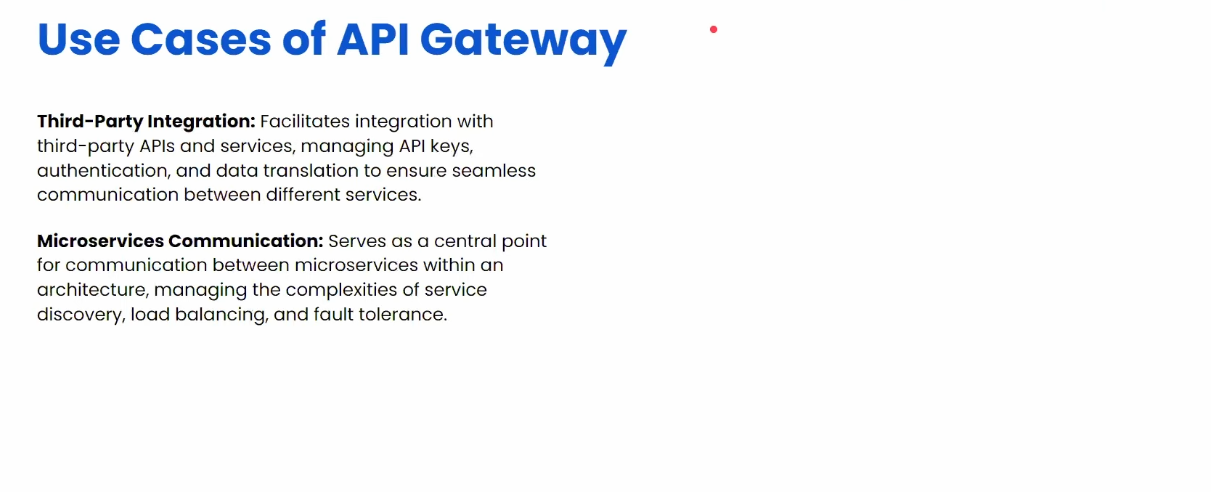 Use Cases of API Gateway
Third-Party Integration: Facilitates integration with
third-party APIs and services, managing API keys,
authentication, and data translation to ensure seamless
communication between different services.
Microservices Communication: Serves as a central point
for communication between microservices within an
architecture, managing the complexities of service
discovery, load balancing, and fault tolerance.